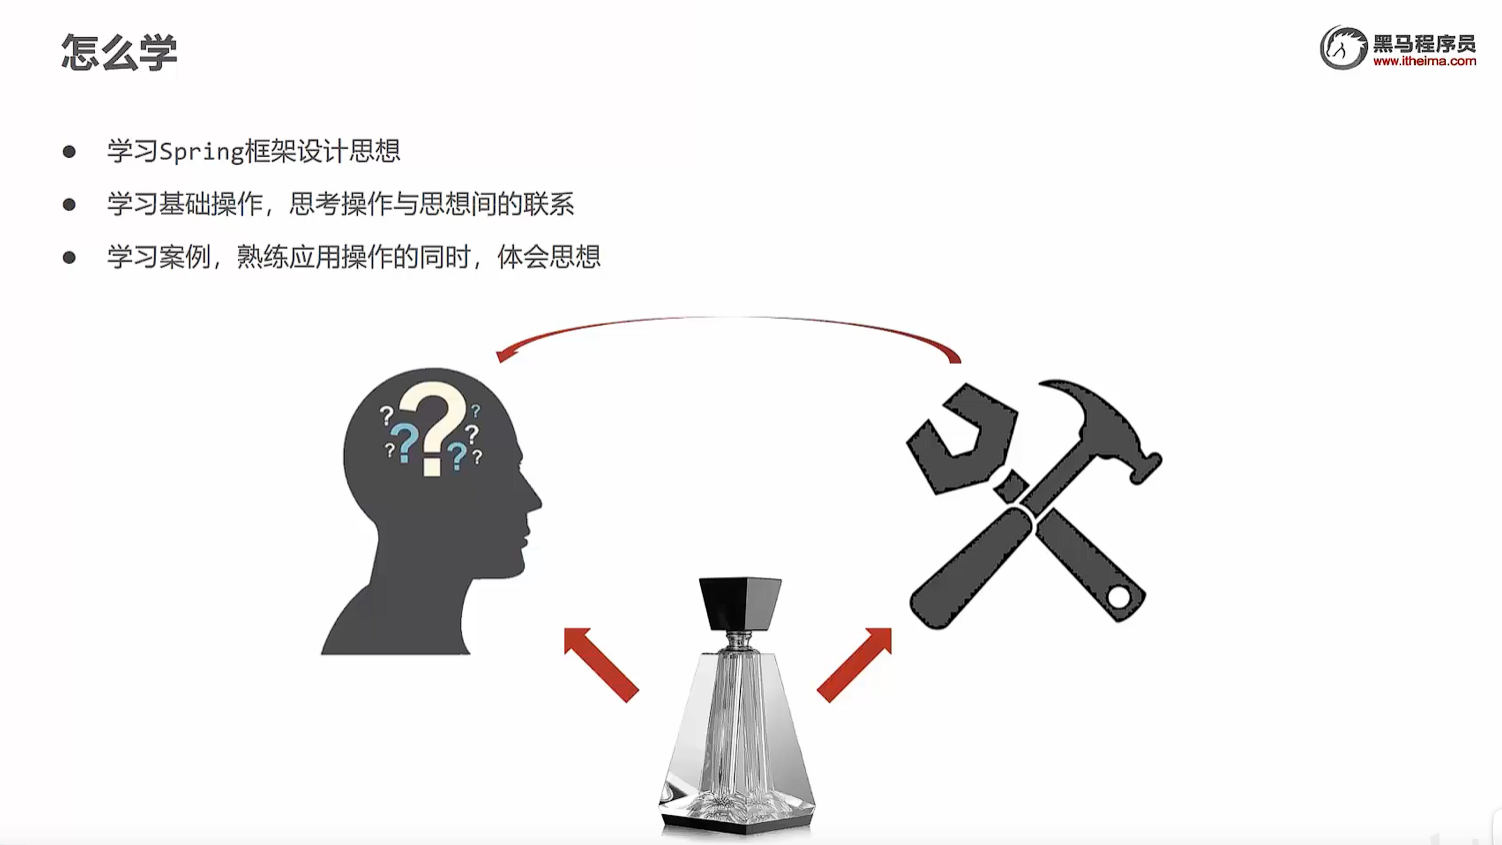 怎么学
黑马程序员
www.itheima.com
● 学习Spring框架设计思想
● 学习基础操作，思考操作与思想间的联系
● 学习案例，熟练应用操作的同时，体会思想
? ? ?
? ?
? ? ?